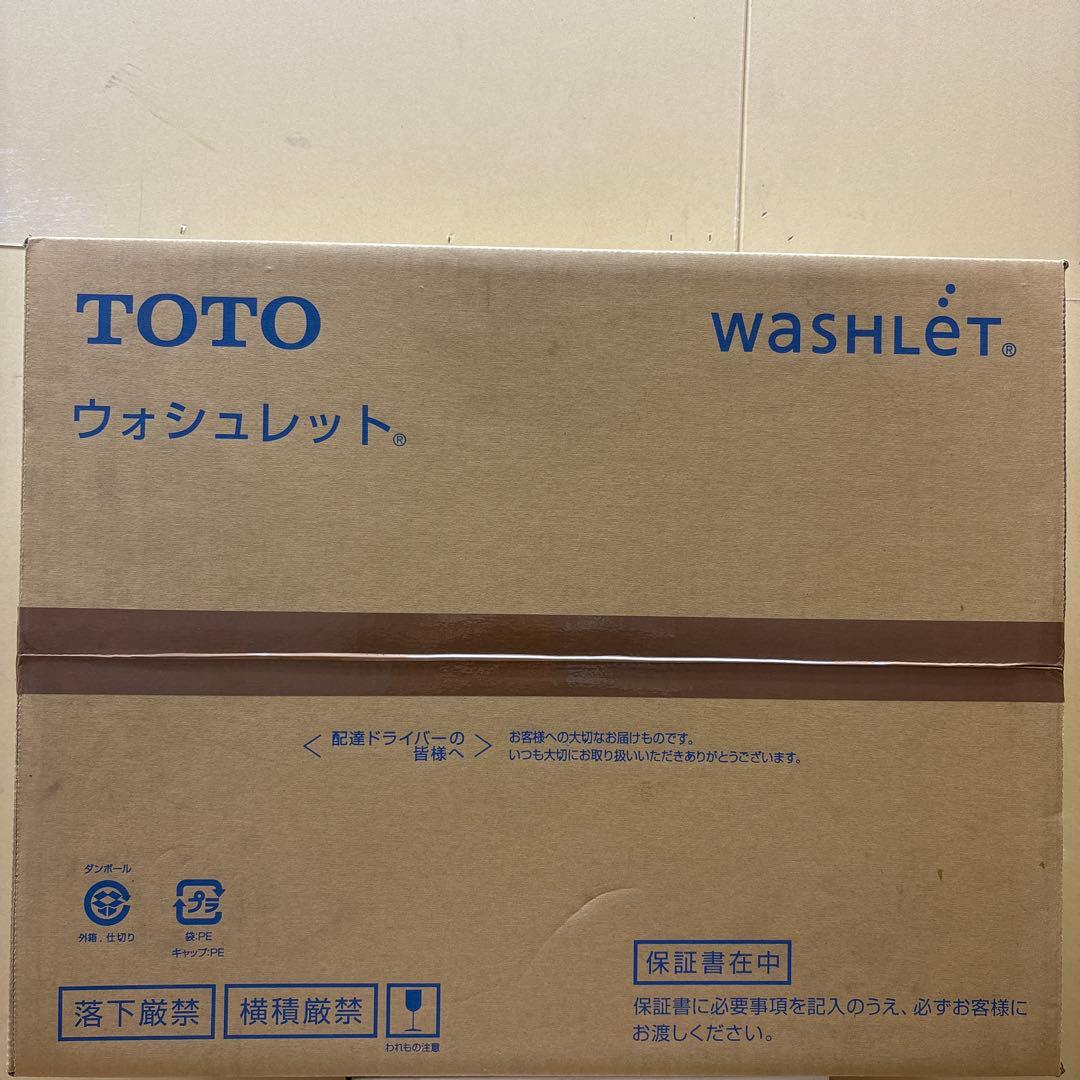 TOTO
WASHLET®
ウォシュレット®
＜配達ドライバーの皆様へ＞
お客様への大切なお届けものです。
いつも大切にお取り扱いいただきありがとうございます。
ダンボール
外箱．仕切り
プラ
袋:PE
キャップ:PE
落下厳禁
横積厳禁
われもの注意
保証書在中
保証書に必要事項を記入のうえ、必ずお客様に
お渡しください。